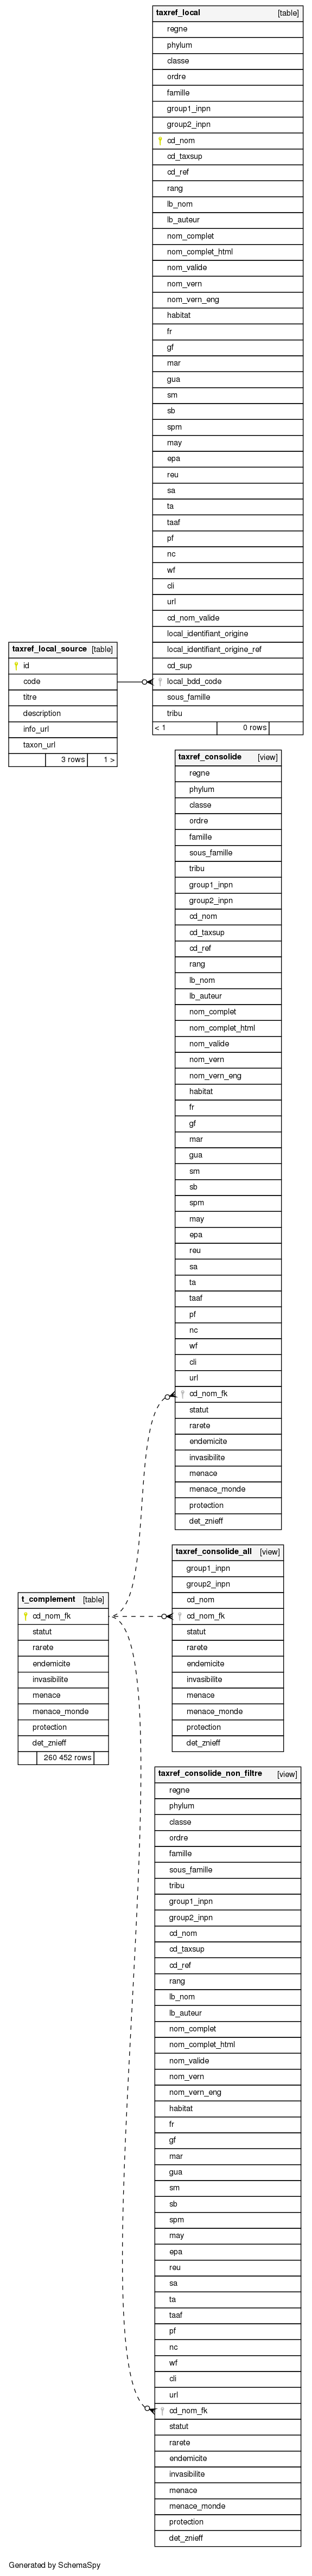 taxref_local [table]
regne
phylum
classe
ordre
famille
group1_inpn
group2_inpn
cd_nom
cd_taxsup
cd_ref
rang
lb_nom
lb_auteur
nom_complet
nom_complet_html
nom_valide
nom_vern
nom_vern_eng
habitat
fr
gf
mar
gua
sm
sb
spm
may
epa
reu
sa
ta
taaf
pf
nc
wf
cli
url
cd_nom_valide
local_identifiant_origine
local_identifiant_origine_ref
cd_sup
local_bdd_code
sous_famille
tribu
< 1 0 rows
taxref_local_source [table]
id
code
titre
description
info_url
taxon_url
3 rows 1 >
taxref_consolide [view]
regne
phylum
classe
ordre
famille
sous_famille
tribu
group1_inpn
group2_inpn
cd_nom
cd_taxsup
cd_ref
rang
lb_nom
lb_auteur
nom_complet
nom_complet_html
nom_valide
nom_vern
nom_vern_eng
habitat
fr
gf
mar
gua
sm
sb
spm
may
epa
reu
sa
ta
taaf
pf
nc
wf
cli
url
cd_nom_fk
statut
rarete
endemicite
invasibilite
menace
menace_monde
protection
det_znieff
taxref_consolide_all [view]
group1_inpn
group2_inpn
cd_nom
cd_nom_fk
statut
rarete
endemicite
invasibilite
menace
menace_monde
protection
det_znieff
t_complement [table]
cd_nom_fk
statut
rarete
endemicite
invasibilite
menace
menace_monde
protection
det_znieff
260 452 rows
taxref_consolide_non_filtre [view]
regne
phylum
classe
ordre
famille
sous_famille
tribu
group1_inpn
group2_inpn
cd_nom
cd_taxsup
cd_ref
rang
lb_nom
lb_auteur
nom_complet
nom_complet_html
nom_valide
nom_vern
nom_vern_eng
habitat
fr
gf
mar
gua
sm
sb
spm
may
epa
reu
sa
ta
taaf
pf
nc
wf
cli
url
cd_nom_fk
statut
rarete
endemicite
invasibilite
menace
menace_monde
protection
det_znieff
Generated by SchemaSpy